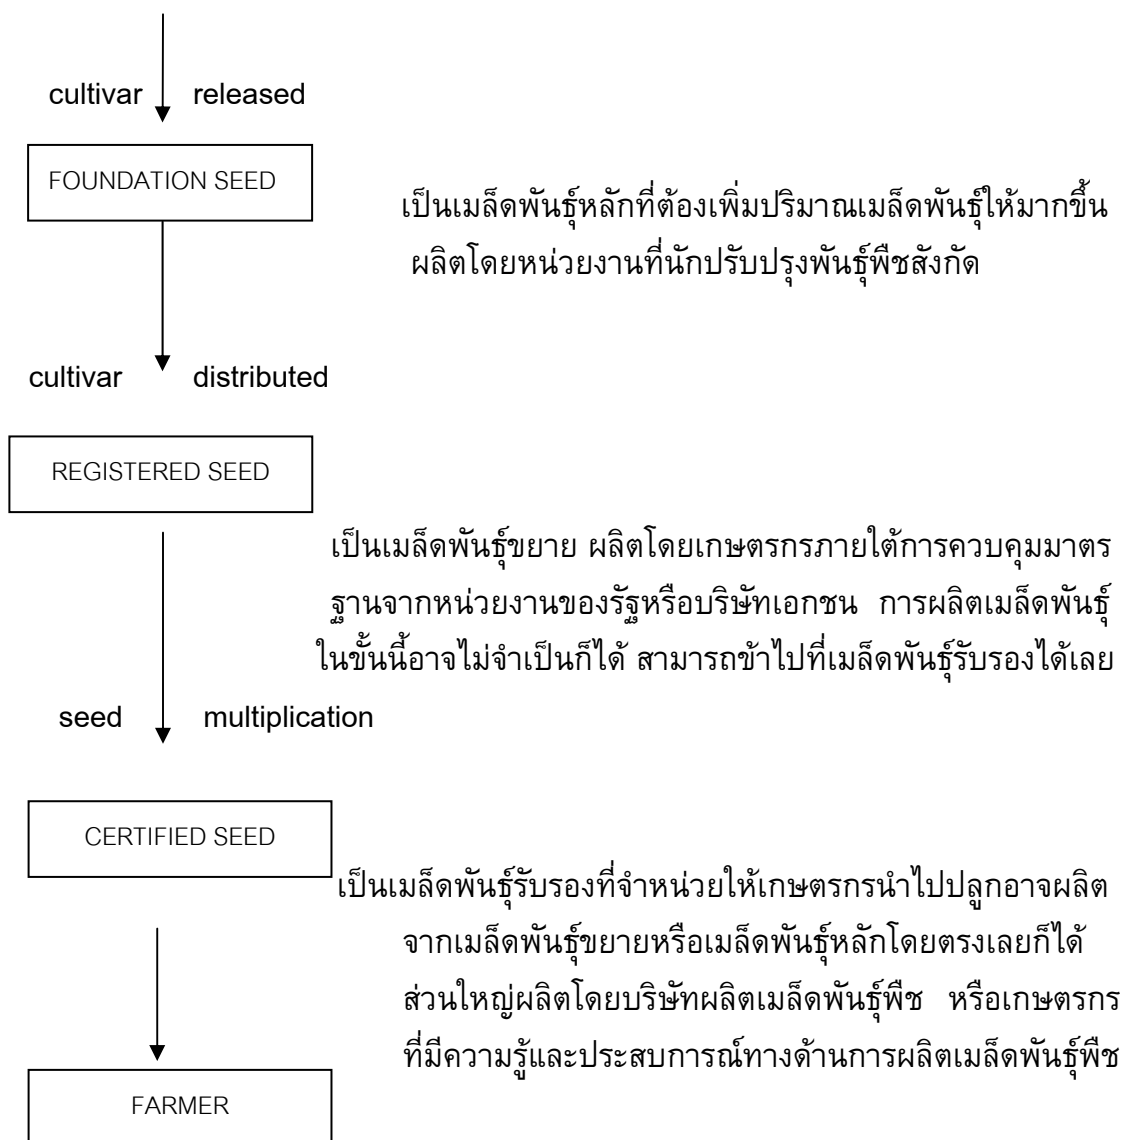 cultivar released
FOUNDATION SEED
เป็นเมล็ดพันธุ์หลักที่ต้องเพิ่มปริมาณเมล็ดพันธุ์ให้มากขึ้น
ผลิตโดยหน่วยงานที่นักปรับปรุงพันธุ์พืชสังกัด
cultivar distributed
REGISTERED SEED
เป็นเมล็ดพันธุ์ขยาย ผลิตโดยเกษตรกรภายใต้การควบคุมมาตร
ฐานจากหน่วยงานของรัฐหรือบริษัทเอกชน การผลิตเมล็ดพันธุ์
ในขั้นนี้อาจไม่จำเป็นก็ได้ สามารถข้าไปที่เมล็ดพันธุ์รับรองได้เลย
seed multiplication
CERTIFIED SEED
เป็นเมล็ดพันธุ์รับรองที่จำหน่วยให้เกษตรกรนำไปปลูกอาจผลิต
จากเมล็ดพันธุ์ขยายหรือเมล็ดพันธุ์หลักโดยตรงเลยก็ได้
ส่วนใหญ่ผลิตโดยบริษัทผลิตเมล็ดพันธุ์พืช หรือเกษตรกร
ที่มีความรู้และประสบการณ์ทางด้านการผลิตเมล็ดพันธุ์พืช
FARMER